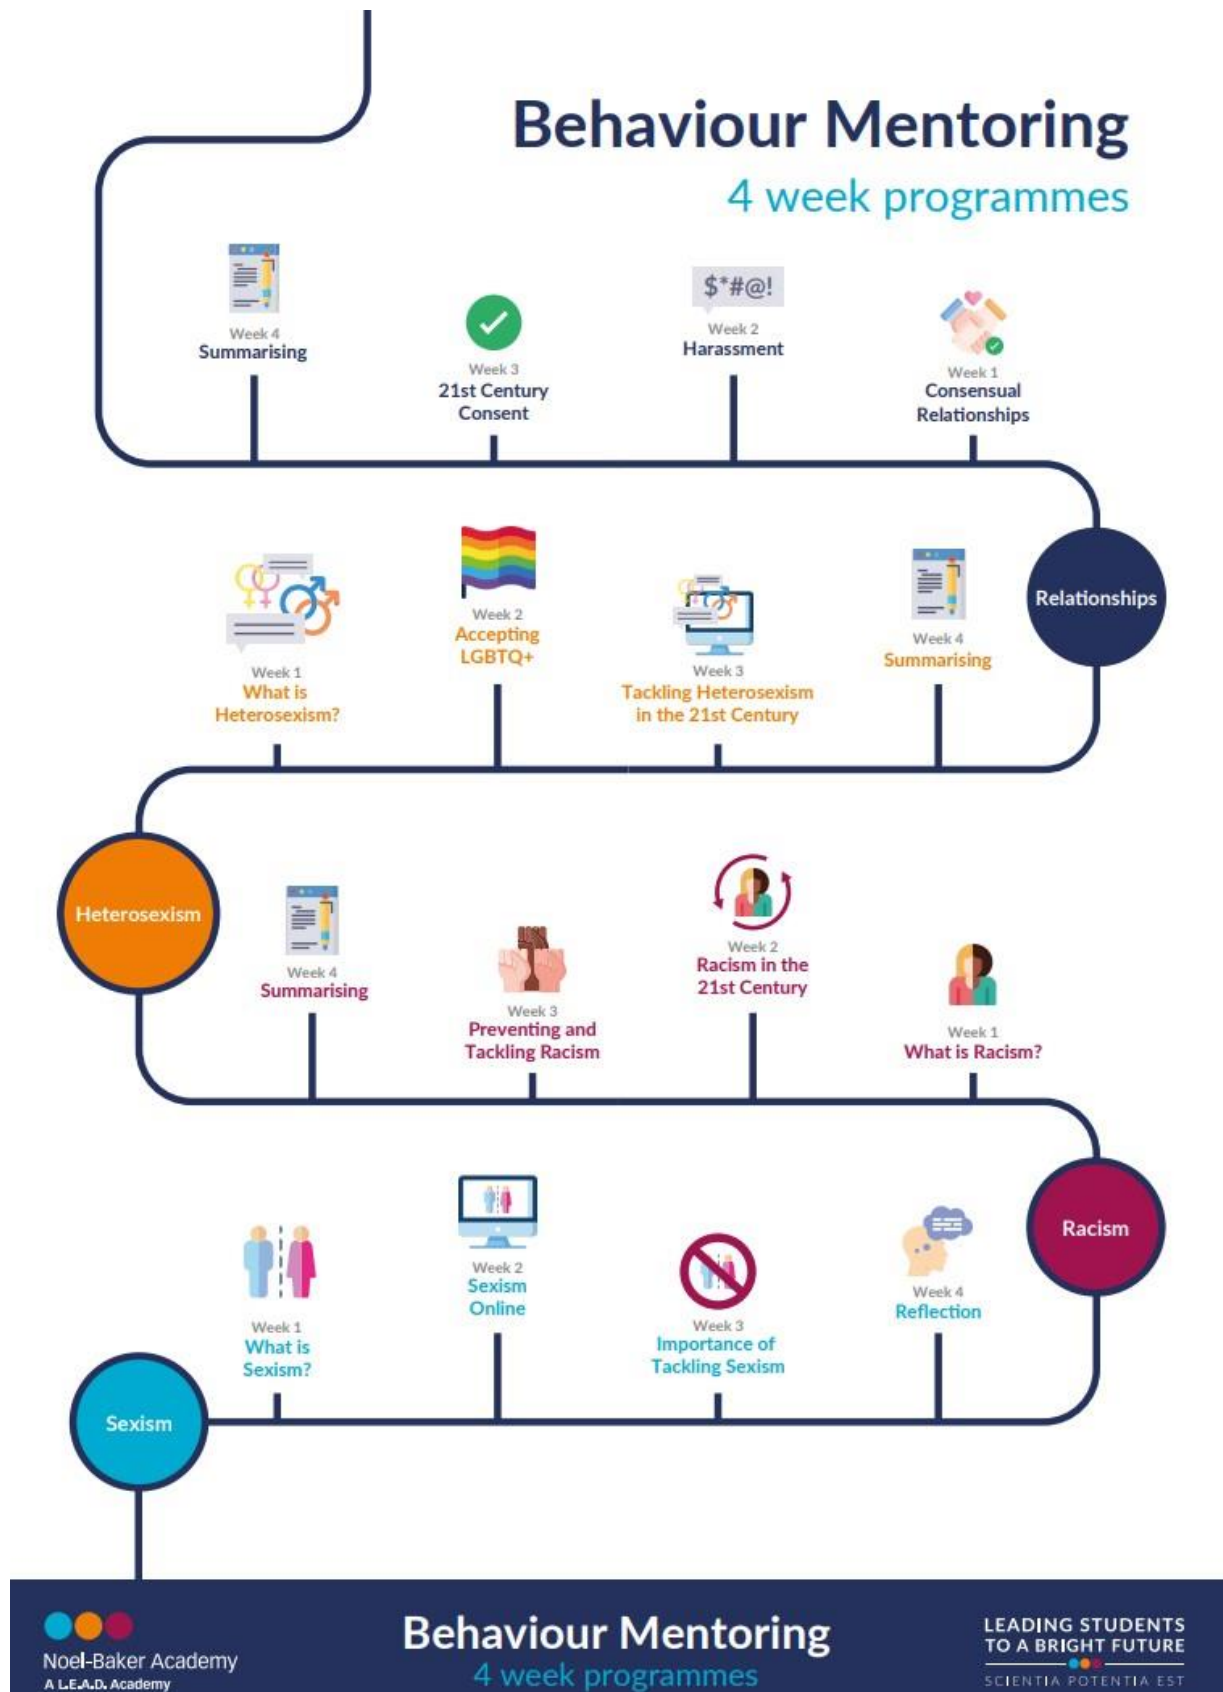 Behaviour Mentoring
4 week programmes
Week 4
Summarising
Week 3
21st Century
Consent
$*#@!
Week 2
Harassment
Week 1
Consensual
Relationships
Relationships
Week 1
What is
Heterosexism?
Week 2
Accepting
LGBTQ+
Week 3
Tackling Heterosexism
in the 21st Century
Week 4
Summarising
Heterosexism
Week 4
Summarising
Week 3
Preventing and
Tackling Racism
Week 2
Racism in the
21st Century
Week 1
What is Racism?
Racism
Week 1
What is
Sexism?
Week 2
Sexism
Online
Week 3
Importance of
Tackling Sexism
Week 4
Reflection
Sexism
Noel-Baker Academy
A L.E.A.D. Academy
Behaviour Mentoring
4 week programmes
LEADING STUDENTS
TO A BRIGHT FUTURE
SCIENTIA POTENTIA EST